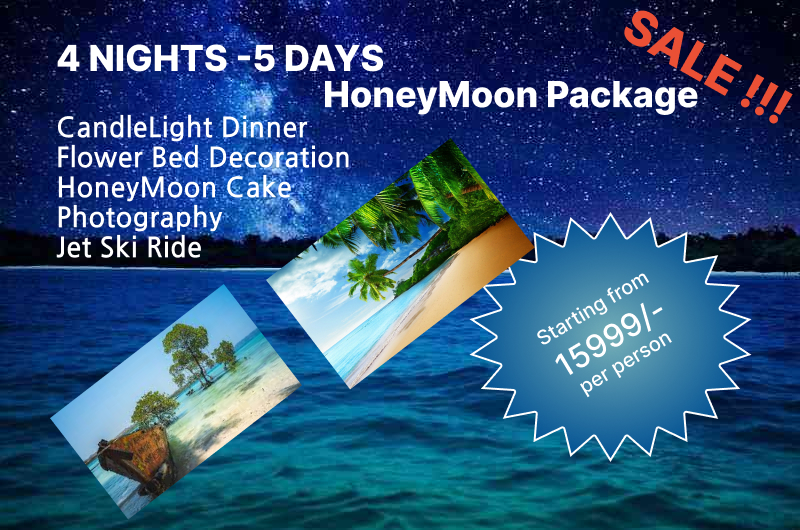 SALE !!!
4 NIGHTS -5 DAYS
HoneyMoon Package
CandleLight Dinner
Flower Bed Decoration
HoneyMoon Cake
Photography
Jet Ski Ride
Starting from
15999/-
per person